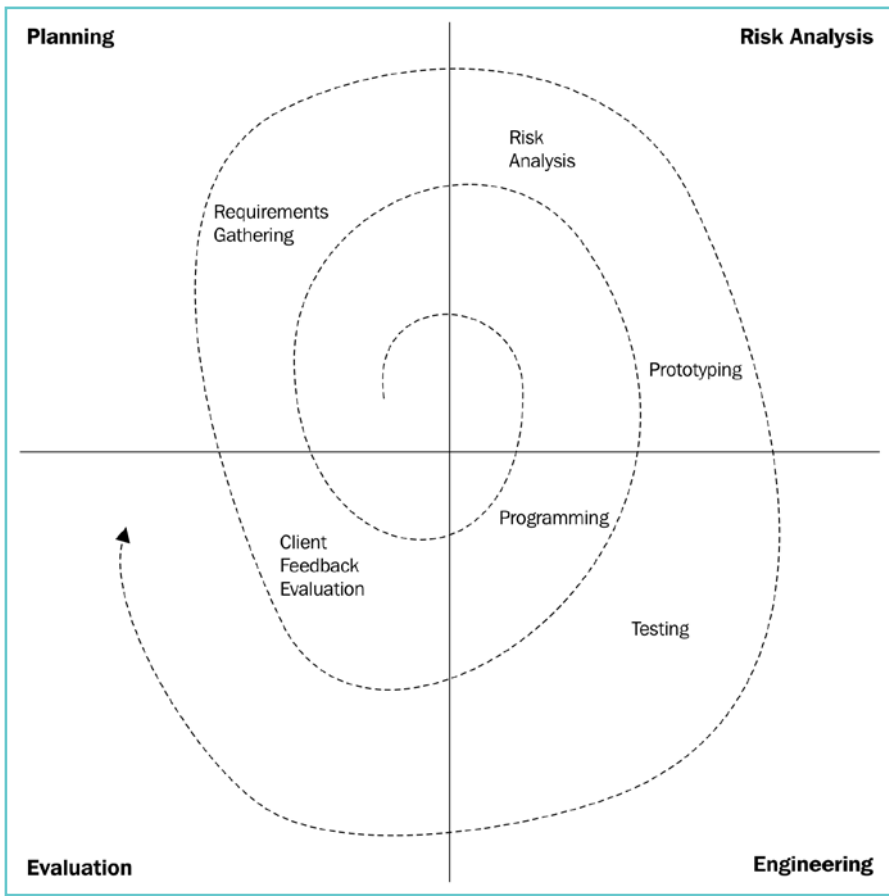 Planning
Risk Analysis
Risk
Analysis
Requirements
Gathering
Prototyping
Programming
Client
Feedback
Evaluation
Testing
Evaluation
Engineering